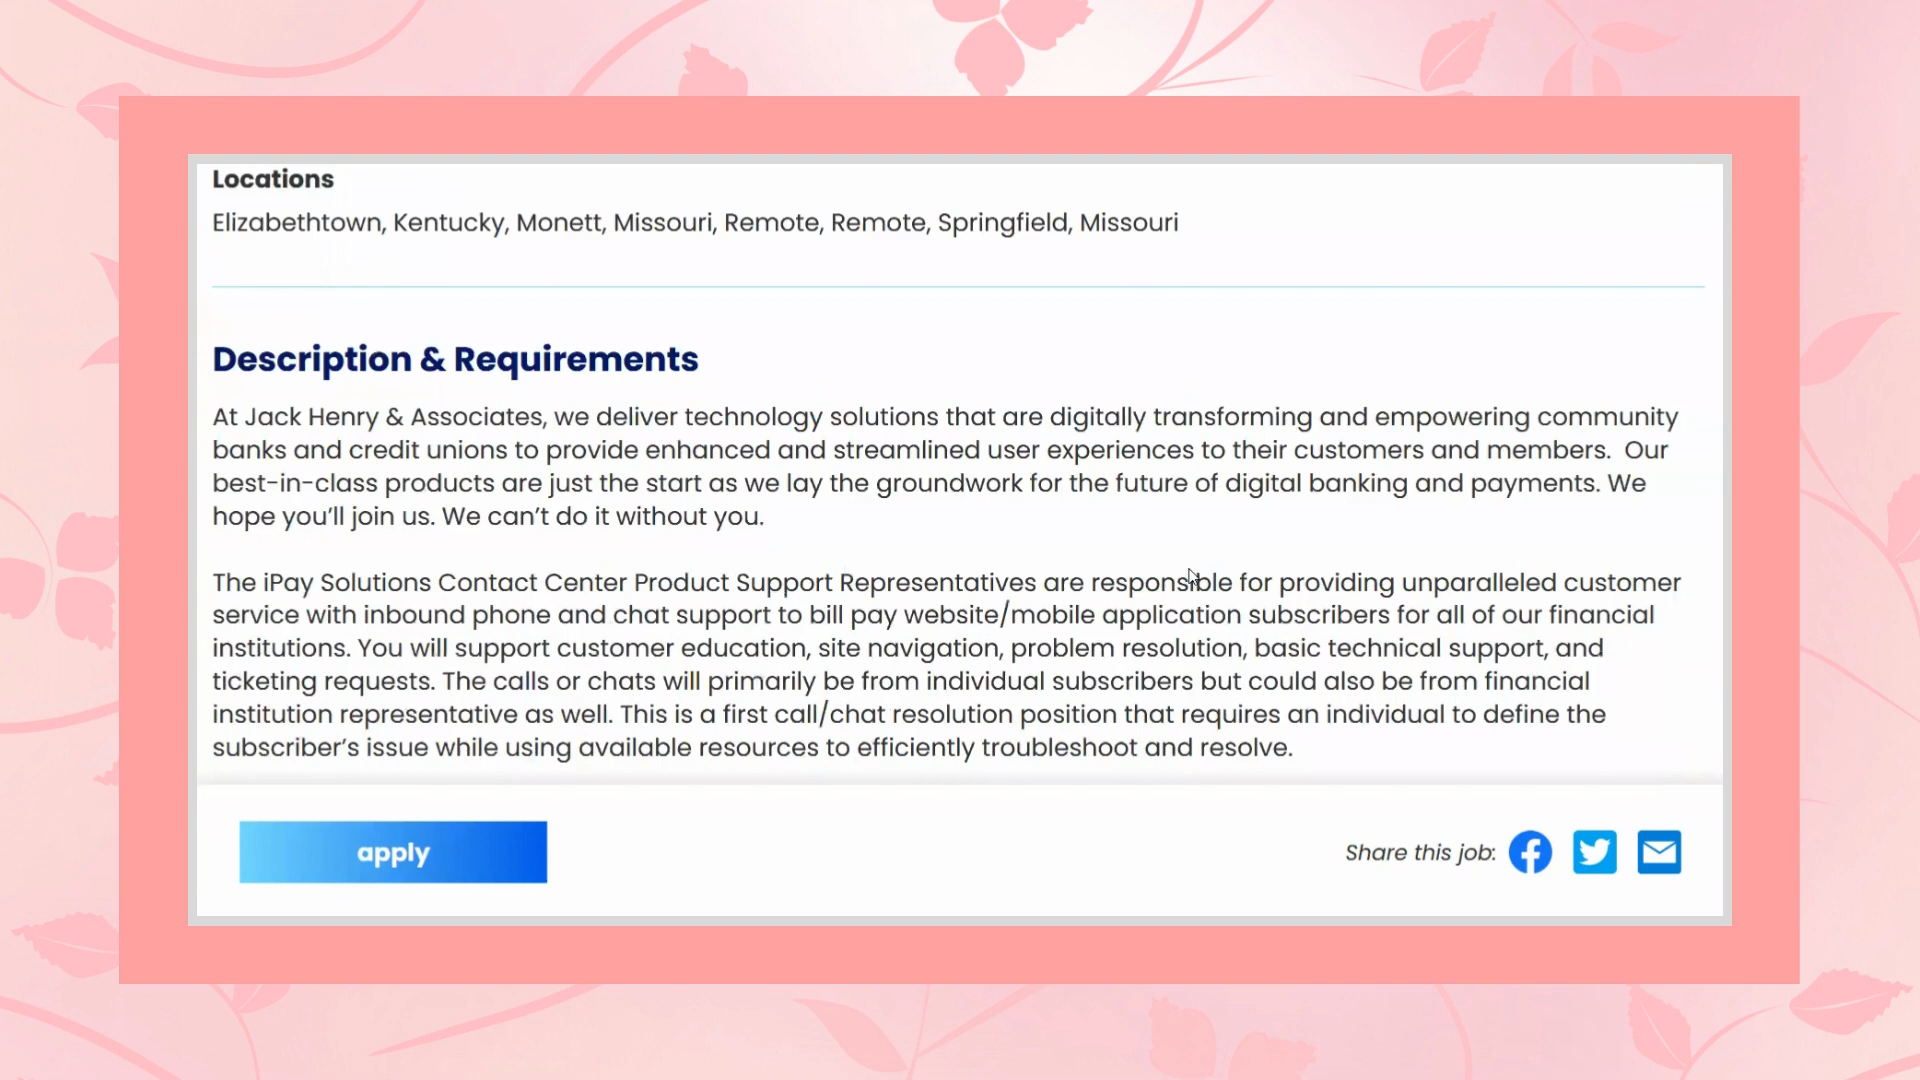 Locations
Elizabethtown, Kentucky, Monett, Missouri, Remote, Remote, Springfield, Missouri
Description & Requirements
At Jack Henry & Associates, we deliver technology solutions that are digitally transforming and empowering community
banks and credit unions to provide enhanced and streamlined user experiences to their customers and members.  Our
best-in-class products are just the start as we lay the groundwork for the future of digital banking and payments. We
hope you’ll join us. We can’t do it without you.
The iPay Solutions Contact Center Product Support Representatives are responsible for providing unparalleled customer
service with inbound phone and chat support to bill pay website/mobile application subscribers for all of our financial
institutions. You will support customer education, site navigation, problem resolution, basic technical support, and
ticketing requests. The calls or chats will primarily be from individual subscribers but could also be from financial
institution representative as well. This is a first call/chat resolution position that requires an individual to define the
subscriber’s issue while using available resources to efficiently troubleshoot and resolve.
apply
Share this job: